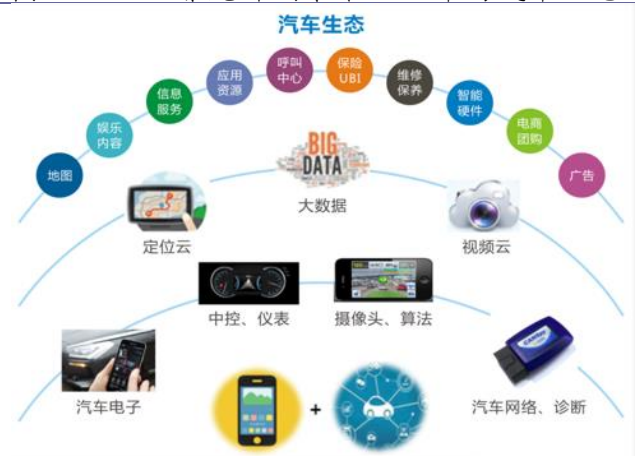 汽车生态
呼叫
中心
保险
UBI
应用
资源
维修
保养
信息
服务
智能
硬件
娱乐
内容
电商
团购
地图
广告
BIG
DATA
大数据
定位云
视频云
中控、仪表
摄像头、算法
汽车电子
+
汽车网络、诊断